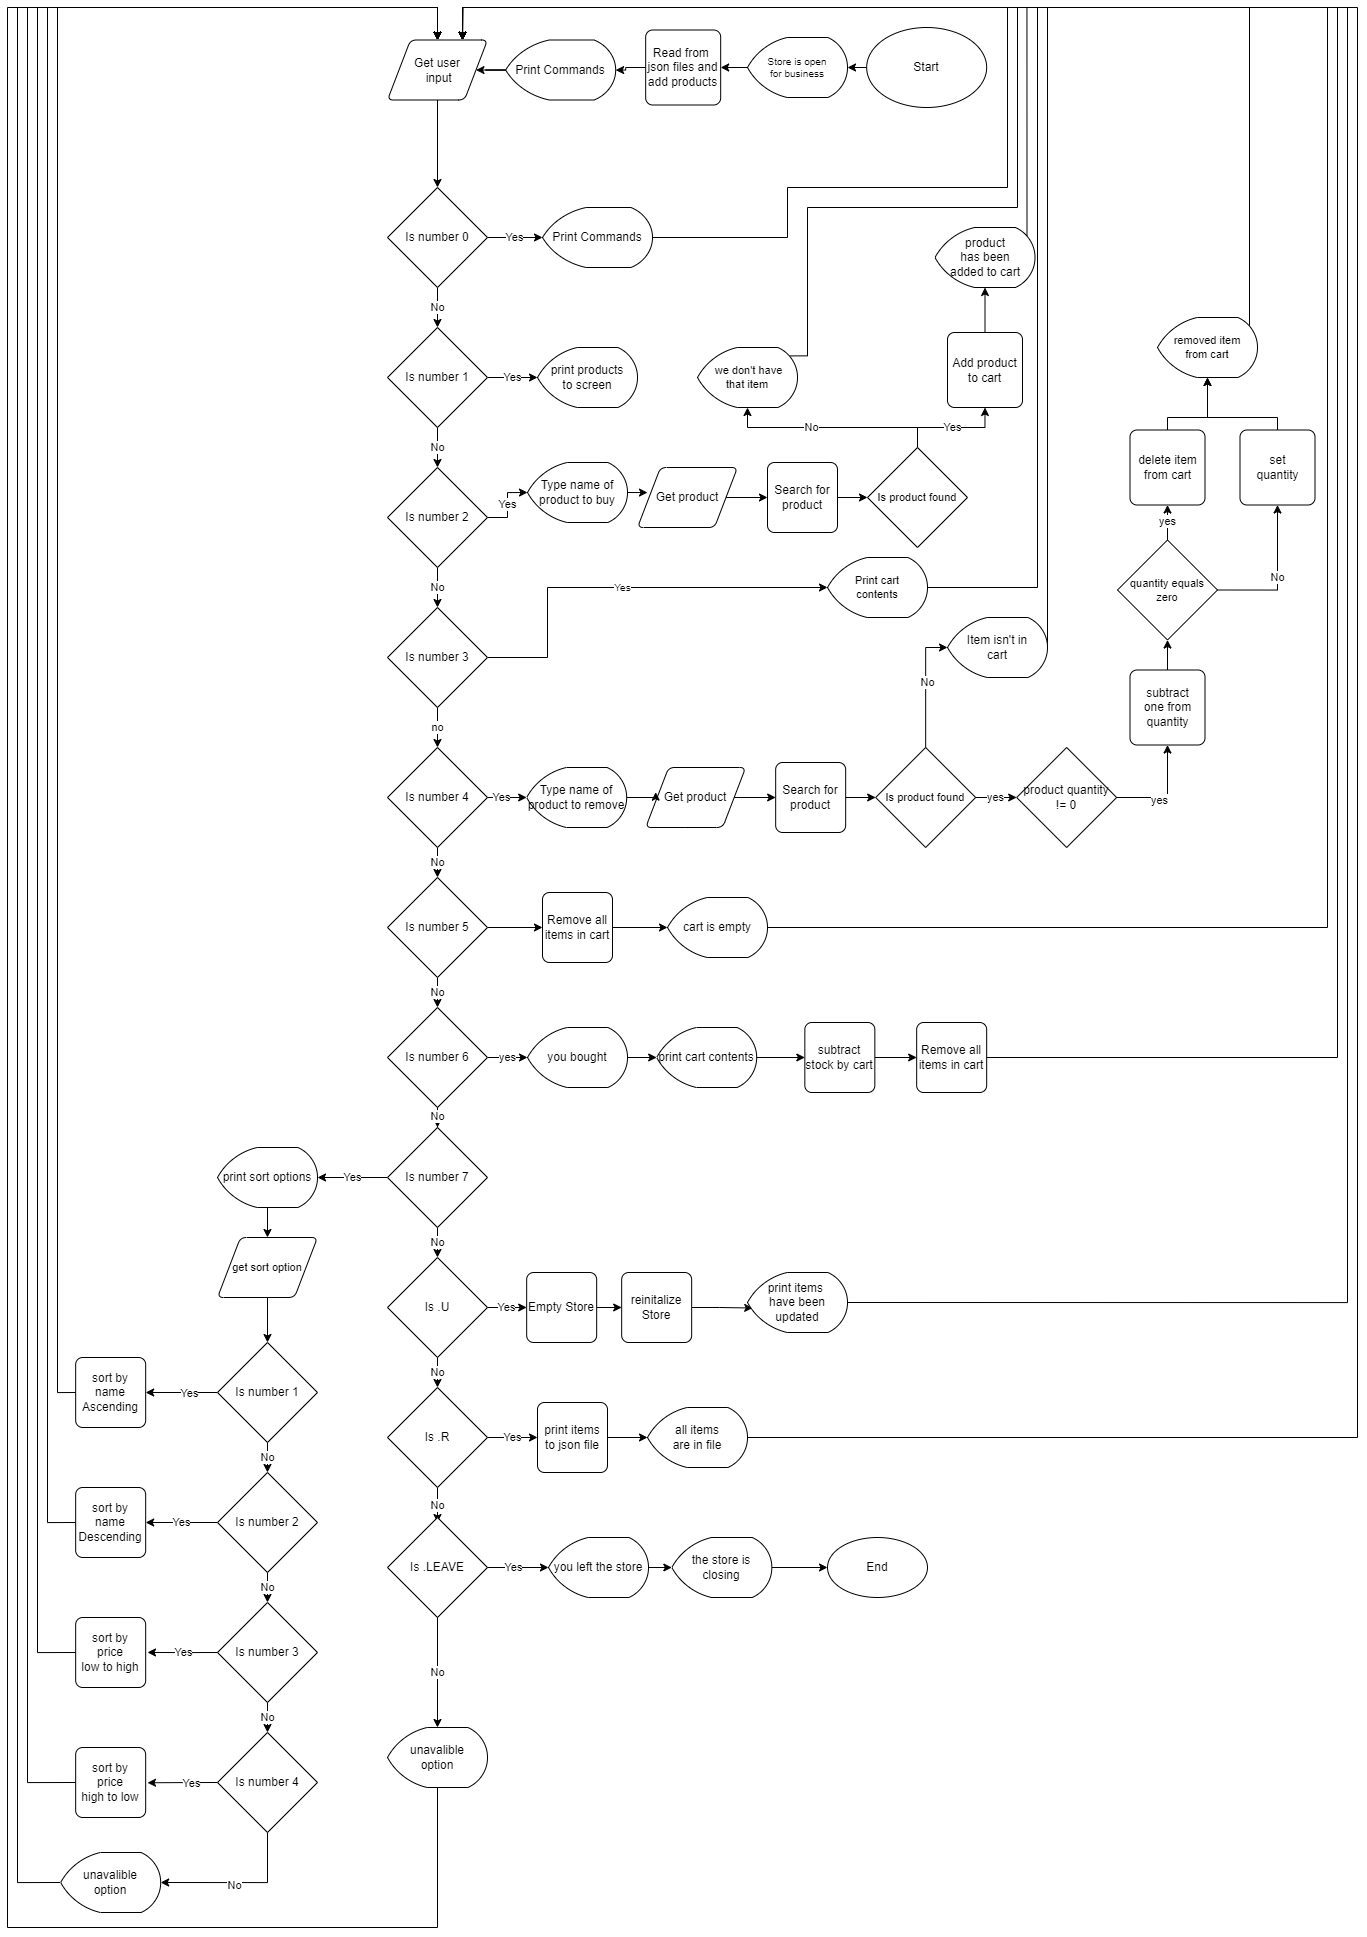 Get user
input
Print Commands
Read from
json files and
add products
Store is open
for business
Start
Is number 0
Yes
Print Commands
No
product
has been
added to cart
Is number 1
Yes
print products
to screen
we don't have
that item
Add product
to cart
removed item
from cart
No
No
Yes
Is number 2
Yes
Type name of
product to buy
Get product
Search for
product
Is product found
delete item
from cart
set
quantity
yes
No
Yes
Print cart
contents
quantity equals
zero
No
Is number 3
Item isn't in
cart
No
subtract
one from
quantity
no
Is number 4
Yes
Type name of
product to remove
Get product
Search for
product
Is product found
yes
product quantity
!= 0
yes
No
Is number 5
Remove all
items in cart
cart is empty
No
Is number 6
yes
you bought
print cart contents
subtract
stock by cart
Remove all
items in cart
No
print sort options
Yes
Is number 7
No
get sort option
Is .U
Yes
Empty Store
reinitalize
Store
print items
have been
updated
No
sort by
name
Ascending
Yes
Is number 1
Is .R
Yes
print items
to json file
all items
are in file
No
No
sort by
name
Descending
Yes
Is number 2
Is .LEAVE
Yes
you left the store
the store is
closing
End
No
sort by
price
low to high
Yes
Is number 3
No
No
sort by
price
high to low
Yes
Is number 4
unavalible
option
unavalible
option
No